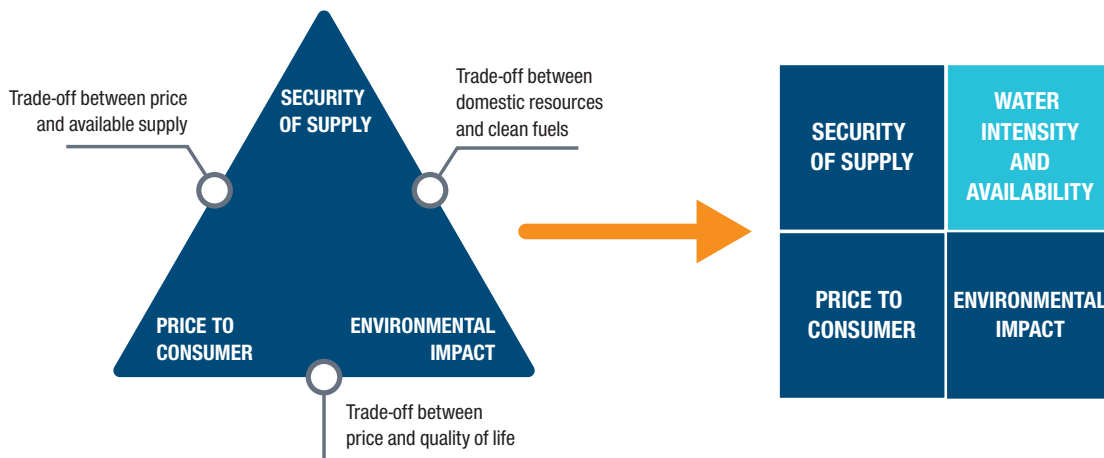 Trade-off between price
and available supply
SECURITY
OF SUPPLY
Trade-off between
domestic resources
and clean fuels
PRICE TO
CONSUMER
ENVIRONMENTAL
IMPACT
Trade-off between
price and quality of life
SECURITY
OF SUPPLY
WATER
INTENSITY
AND
AVAILABILITY
PRICE TO
CONSUMER
ENVIRONMENTAL
IMPACT